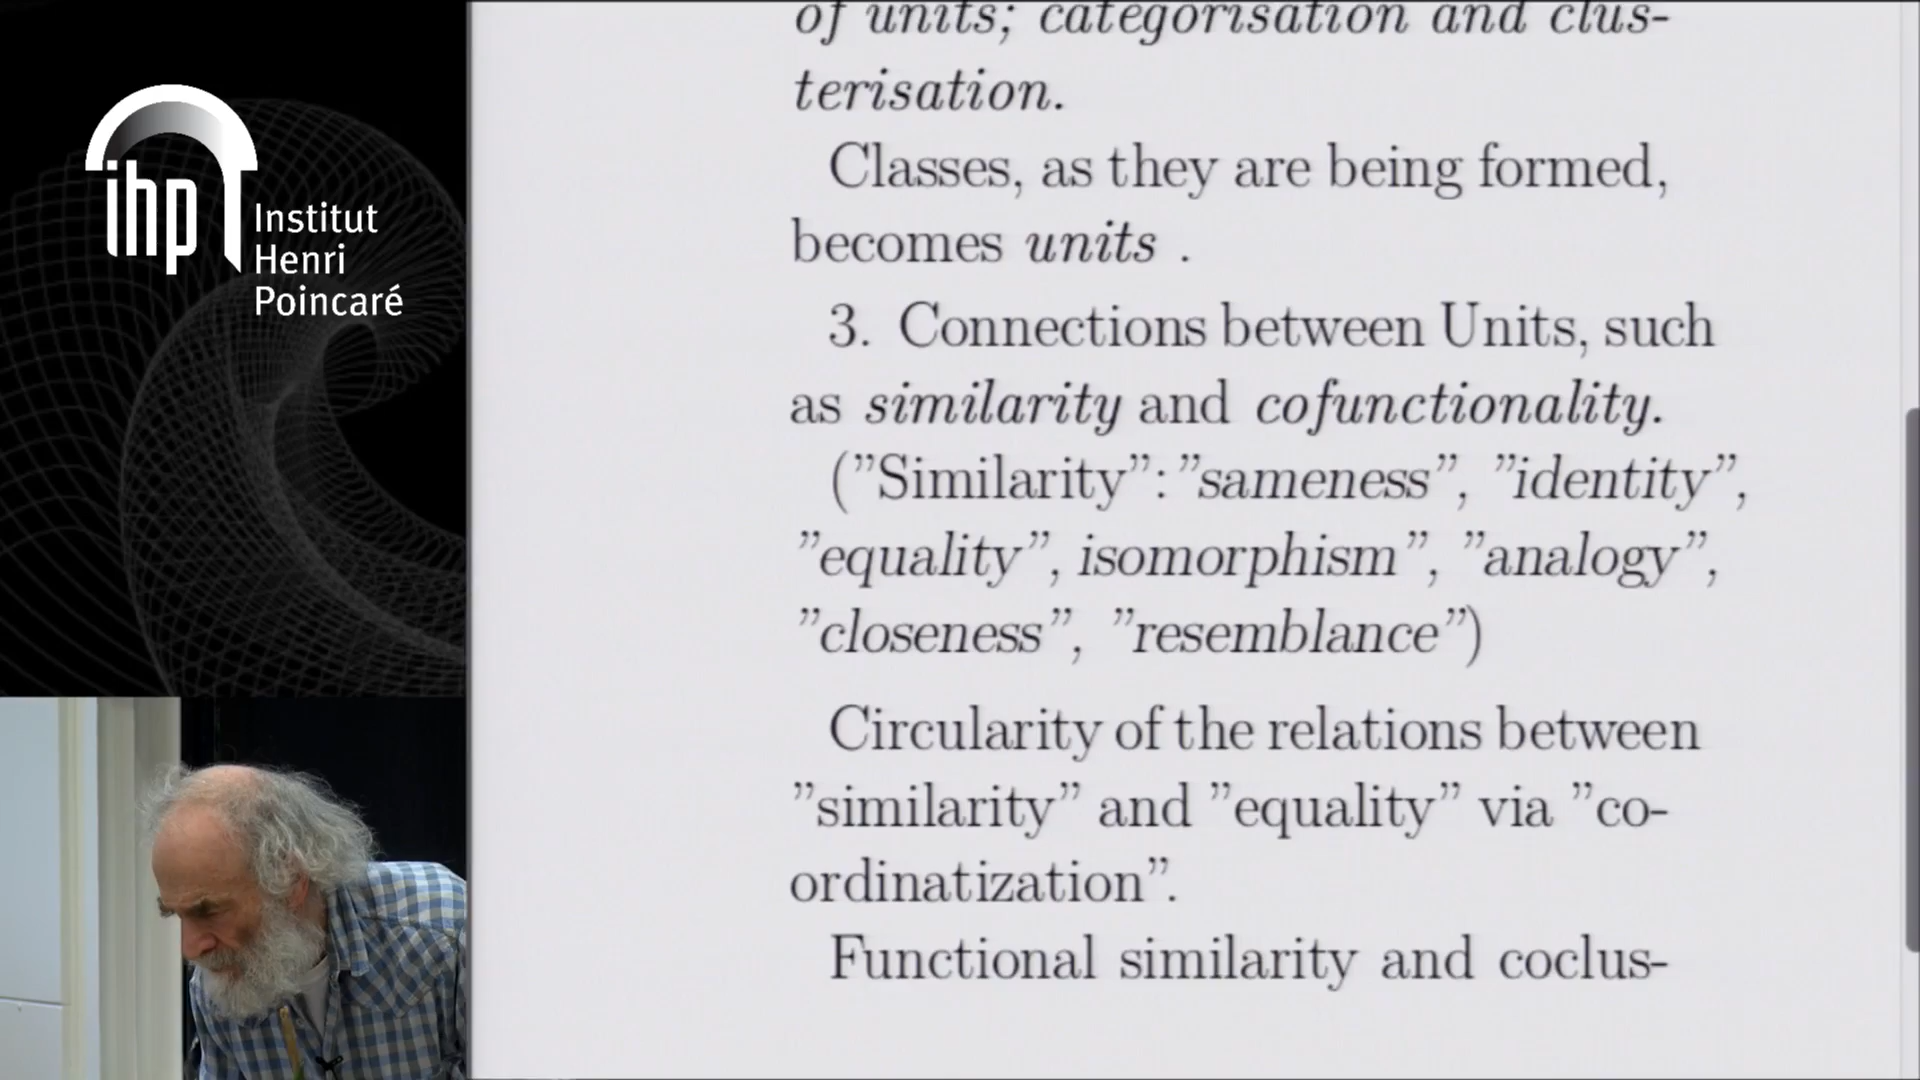 ihp
Institut
Henri
Poincaré
of units; categorisation and clus-
terisation.
Classes, as they are being formed,
becomes units .
3. Connections between Units, such
as similarity and cofunctionality.
("Similarity": "sameness", "identity",
"equality", isomorphism", "analogy",
"closeness", "resemblance")
Circularity of the relations between
"similarity" and "equality" via "co-
ordinatization".
Functional similarity and coclus-